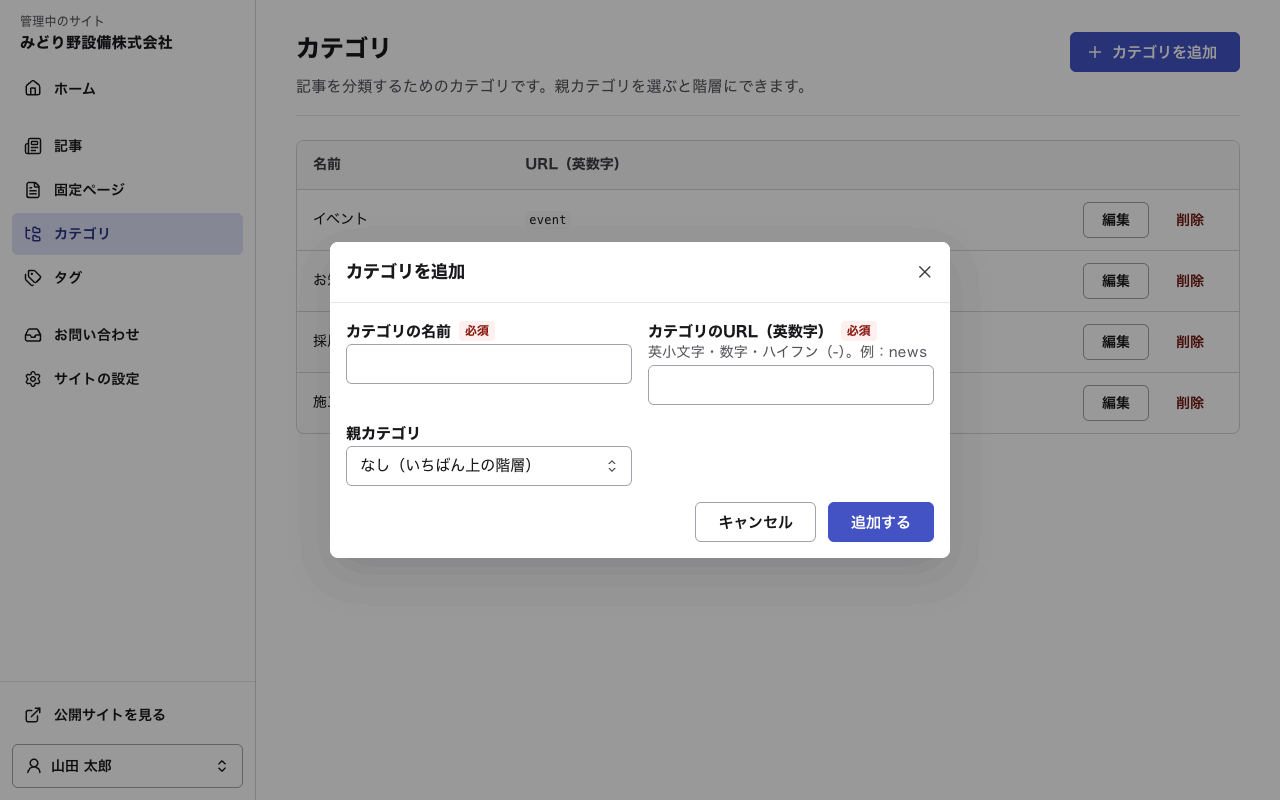 管理中のサイト
みどり野設備株式会社
ホーム
記事
固定ページ
カテゴリ
タグ
お問い合わせ
サイトの設定
公開サイトを見る
山田 太郎
カテゴリ
カテゴリを追加
記事を分類するためのカテゴリです。親カテゴリを選ぶと階層にできます。
名前 URL（英数字）
イベント event 編集 削除
お 編集 削除
採 編集 削除
施 編集 削除
カテゴリを追加
カテゴリの名前 必須
カテゴリのURL（英数字） 必須
英小文字・数字・ハイフン（-）。例：news
親カテゴリ
なし（いちばん上の階層）
キャンセル 追加する